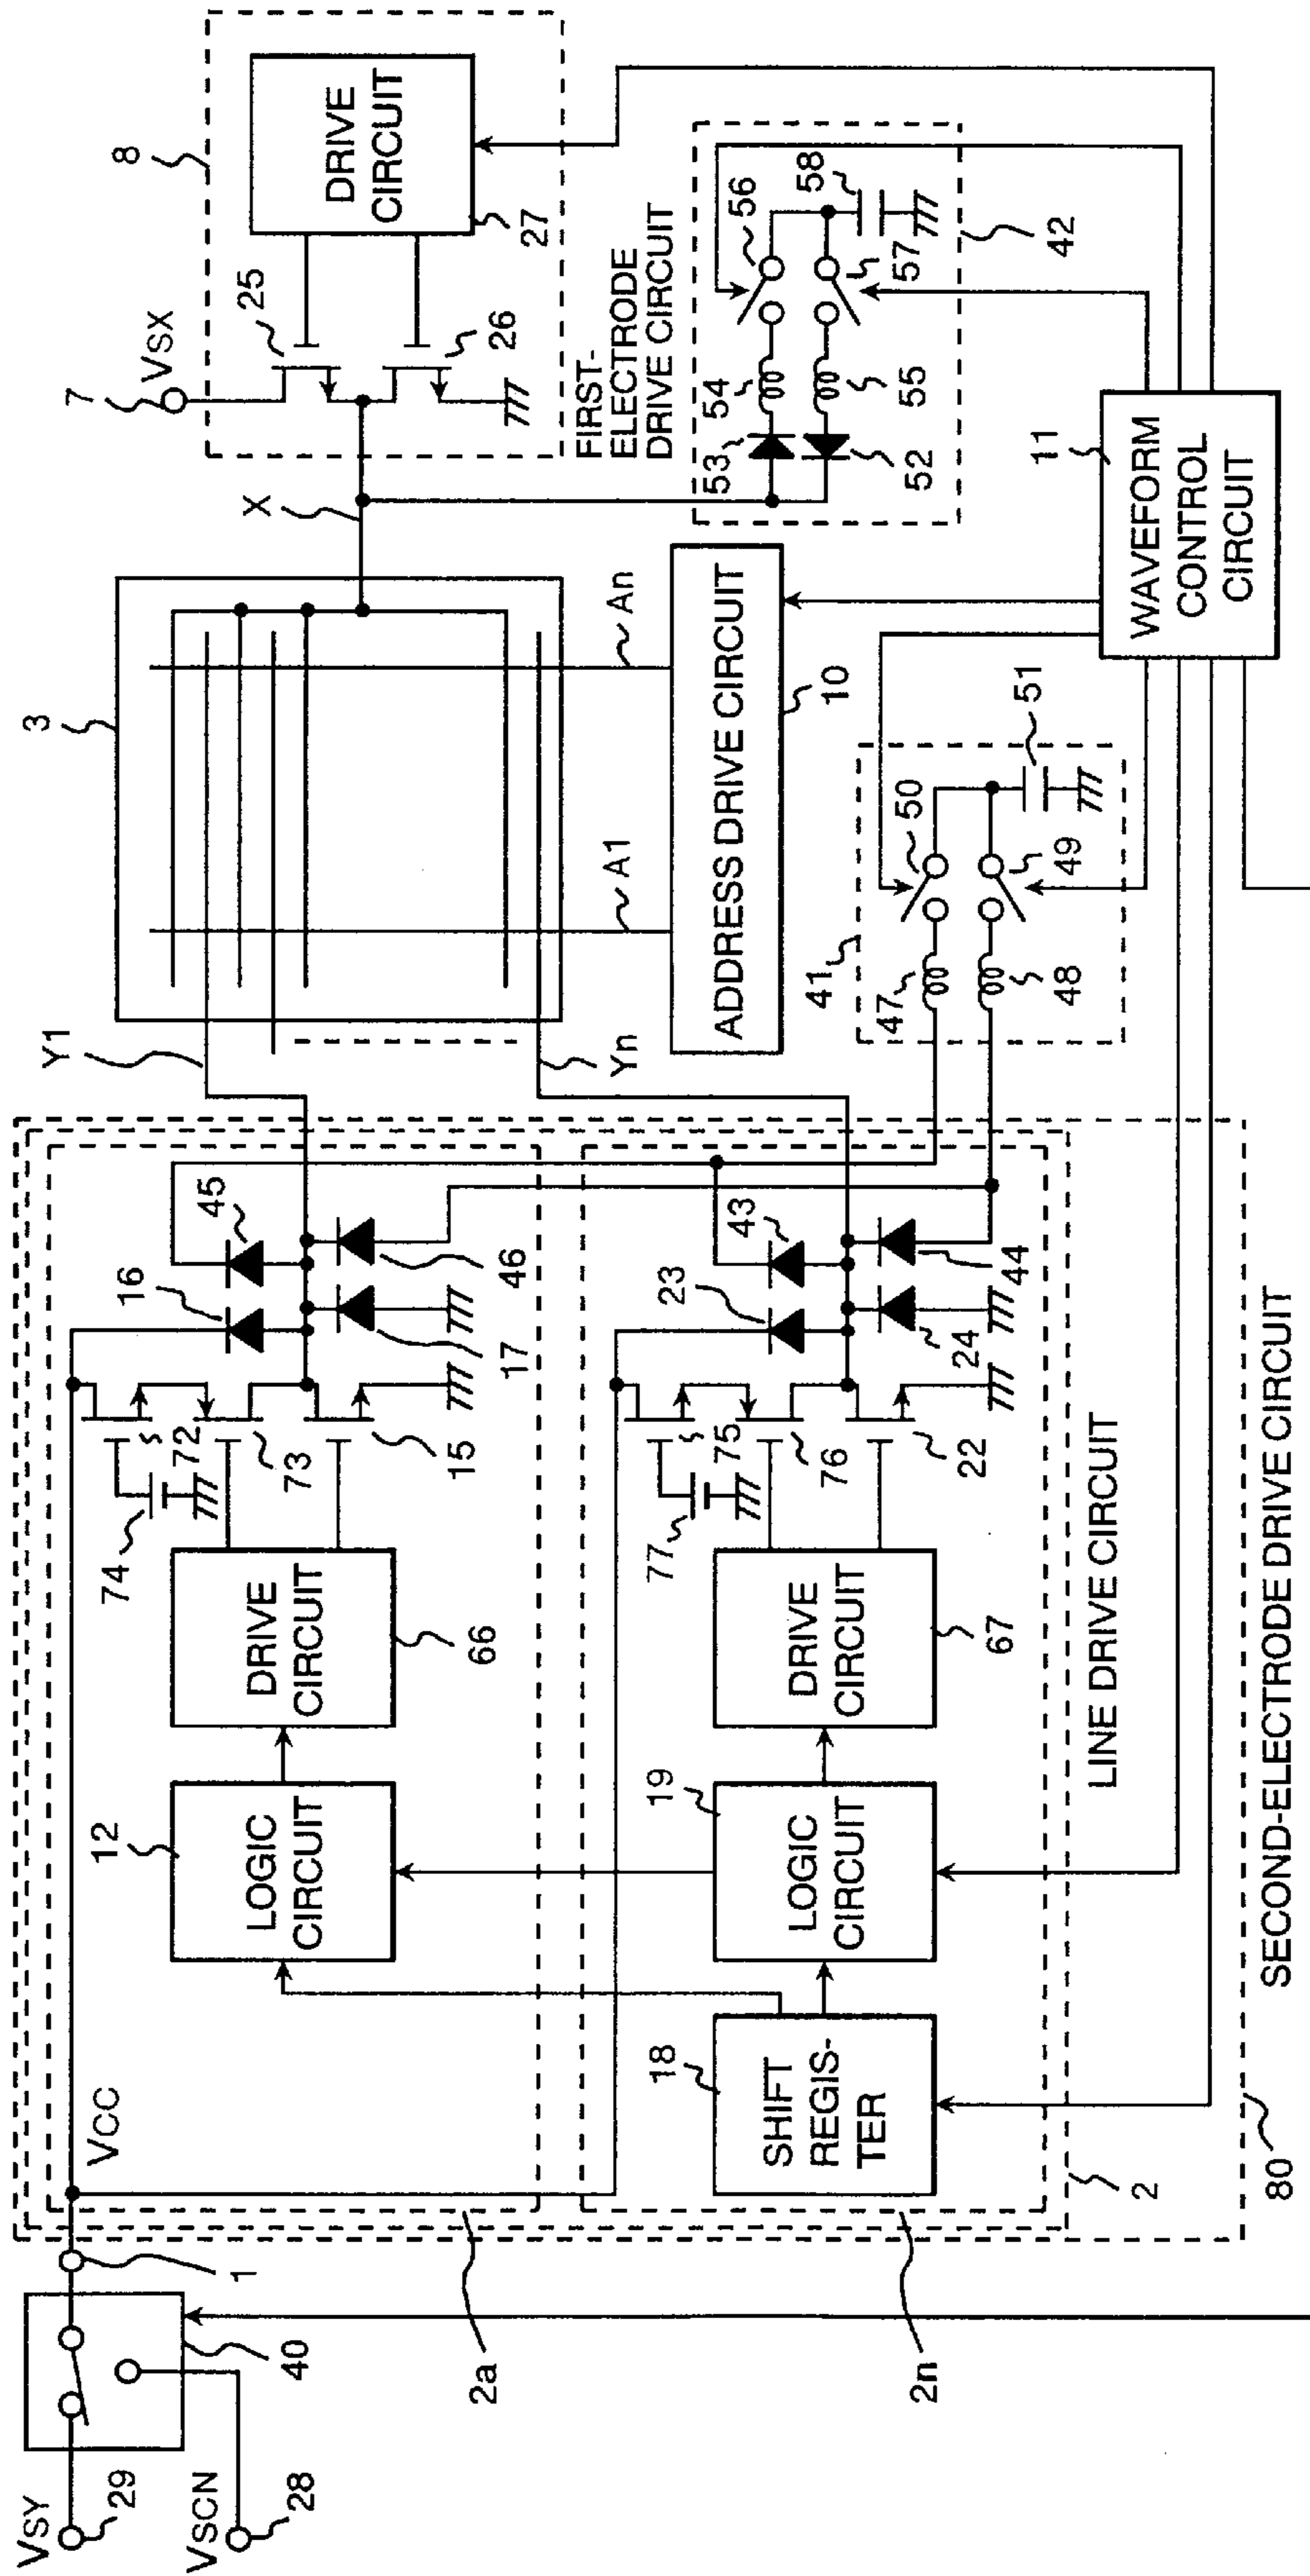 VSY
29
VSCN
28
40
1
VCC
2a
2n
12
LOGIC
CIRCUIT
DRIVE
CIRCUIT
66
74
72
73
15
16
17
45
46
18
SHIFT
REGIS-
TER
19
LOGIC
CIRCUIT
DRIVE
CIRCUIT
67
77
75
76
22
23
24
43
44
LINE DRIVE CIRCUIT
2
80
SECOND-ELECTRODE DRIVE CIRCUIT
Y1
Yn
3
A1
An
X
ADDRESS DRIVE CIRCUIT
10
41
47
48
50
49
51
7
VSX
8
25
26
DRIVE
CIRCUIT
27
FIRST-
ELECTRODE
DRIVE CIRCUIT
53
52
54
55
56
57
58
42
11
WAVEFORM
CONTROL
CIRCUIT